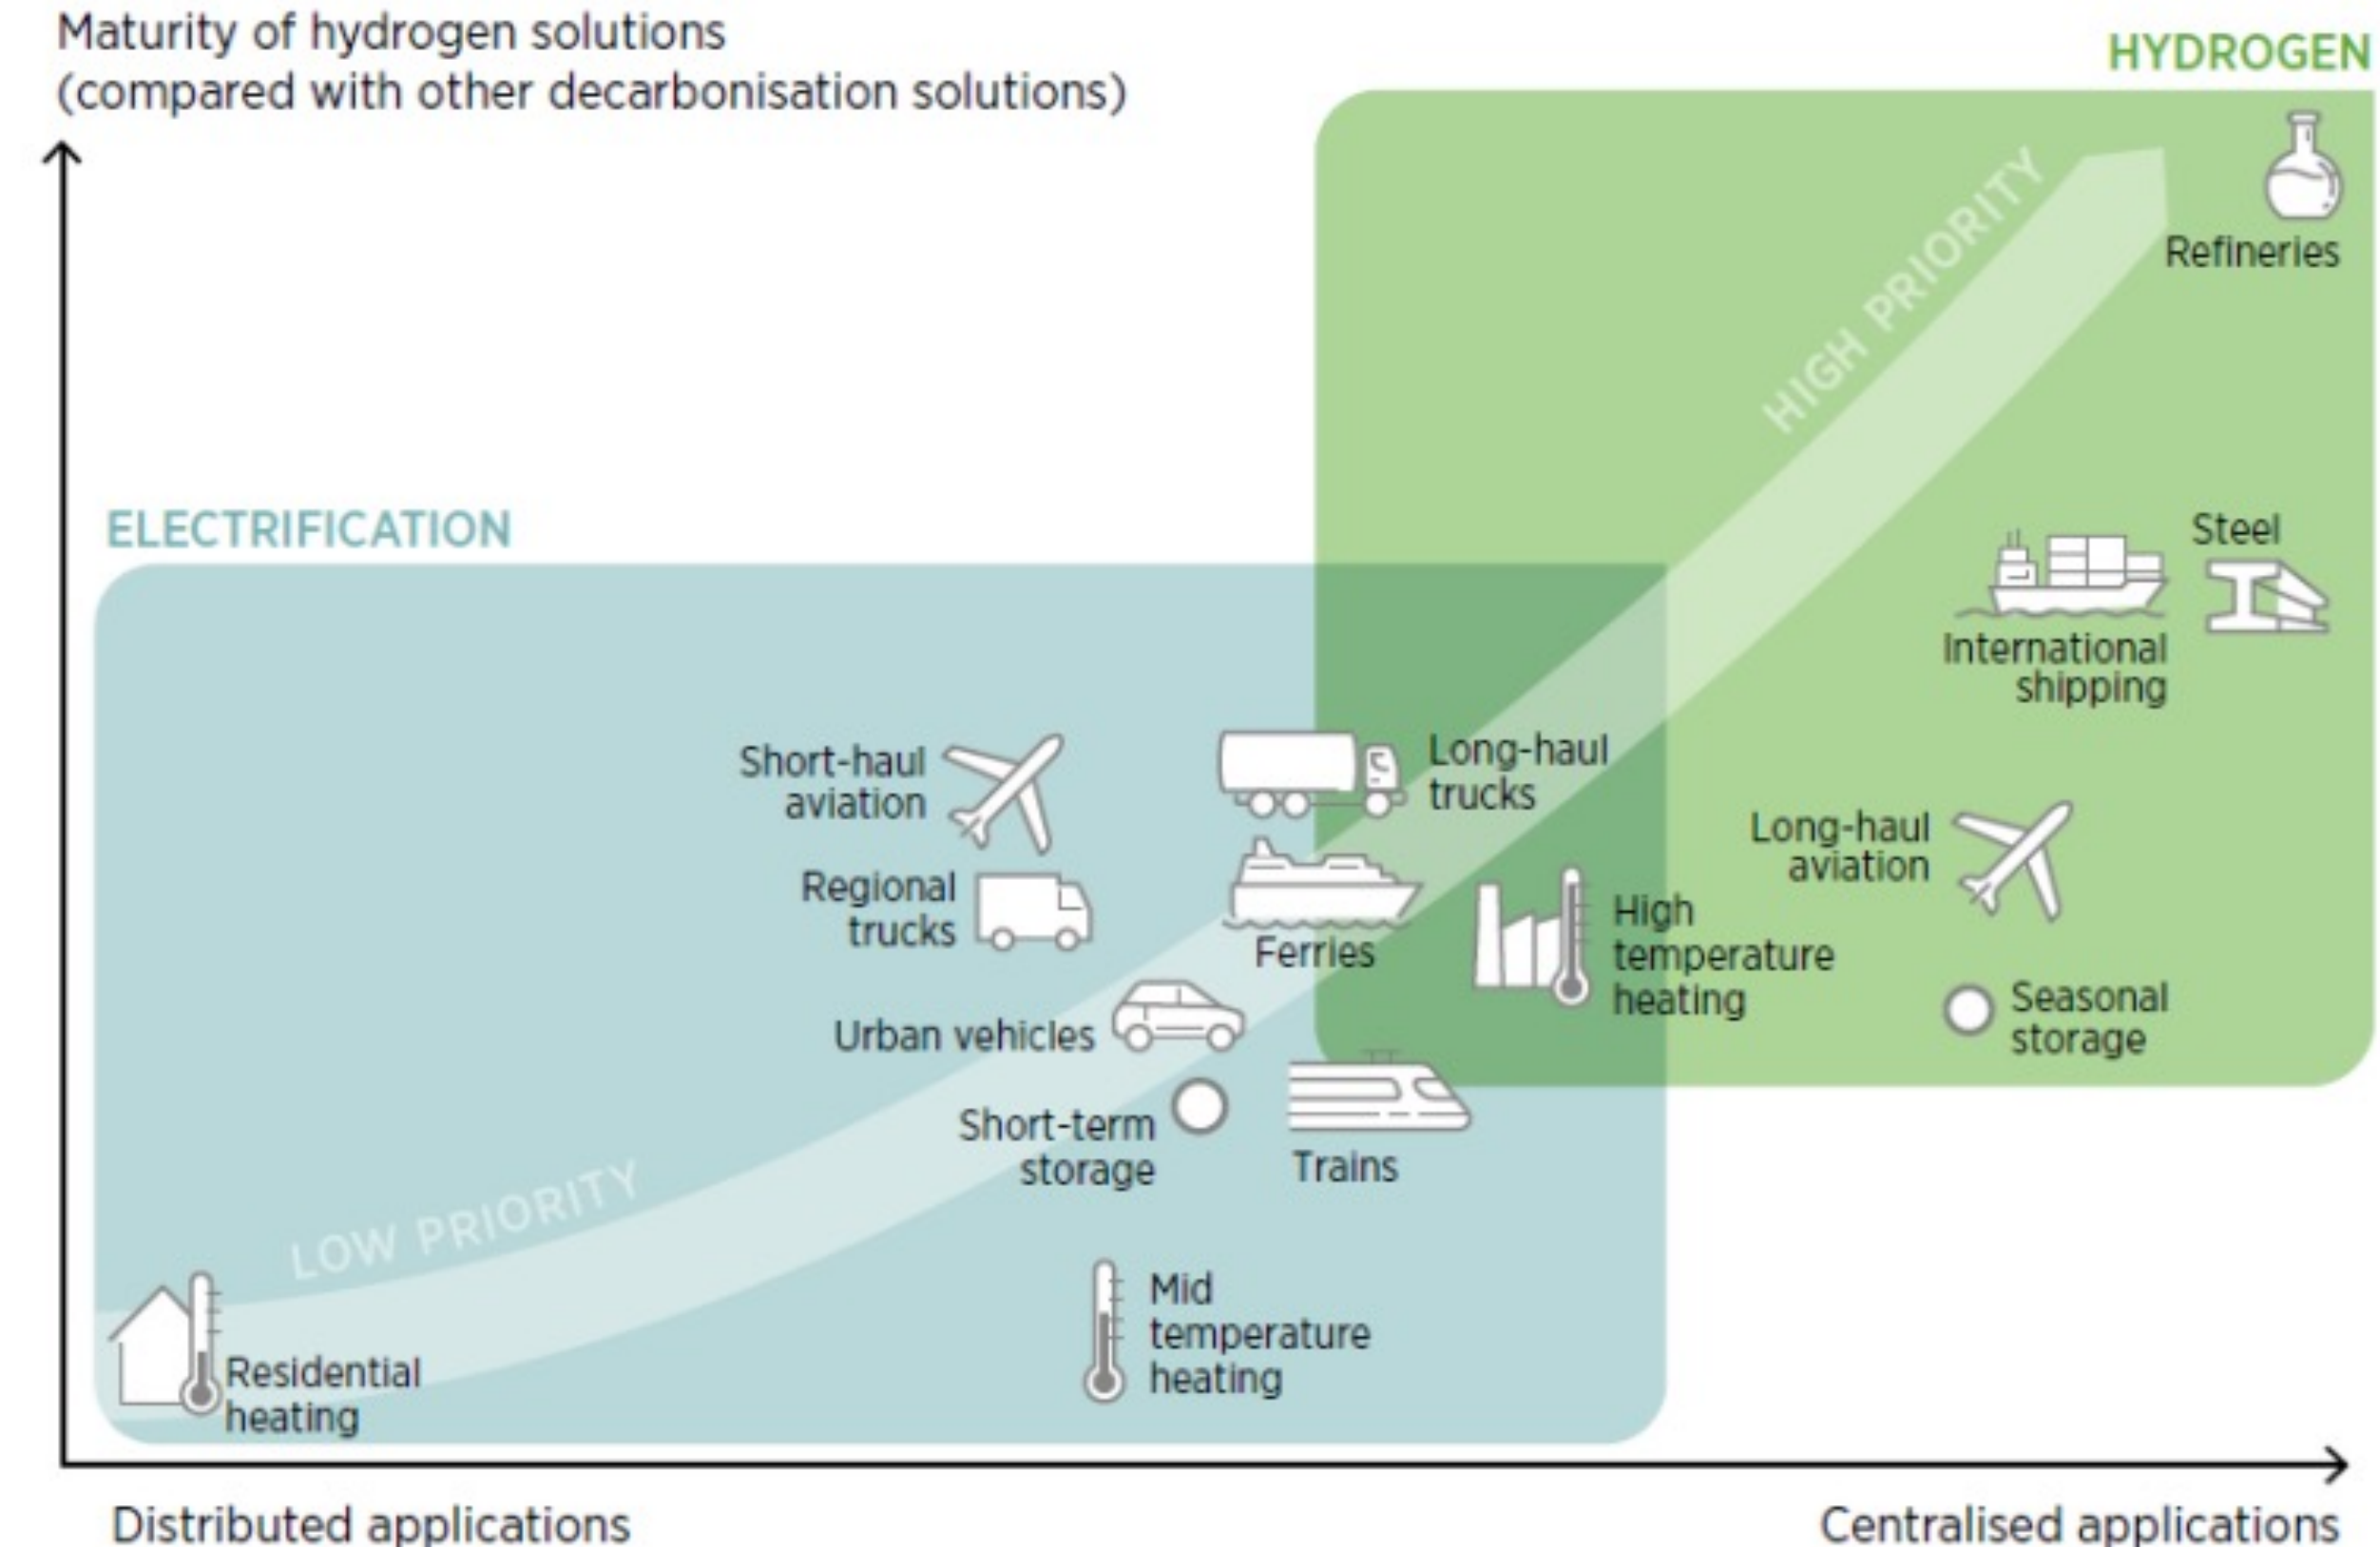 Maturity of hydrogen solutions
(compared with other decarbonisation solutions)
HYDROGEN
HIGH PRIORITY
Refineries
ELECTRIFICATION
Steel
International
shipping
Short-haul
aviation
Long-haul
trucks
Long-haul
aviation
Regional
trucks
Ferries
High
temperature
heating
Seasonal
storage
Urban vehicles
Short-term
storage
Trains
LOW PRIORITY
Mid
temperature
heating
Residential
heating
Distributed applications
Centralised applications